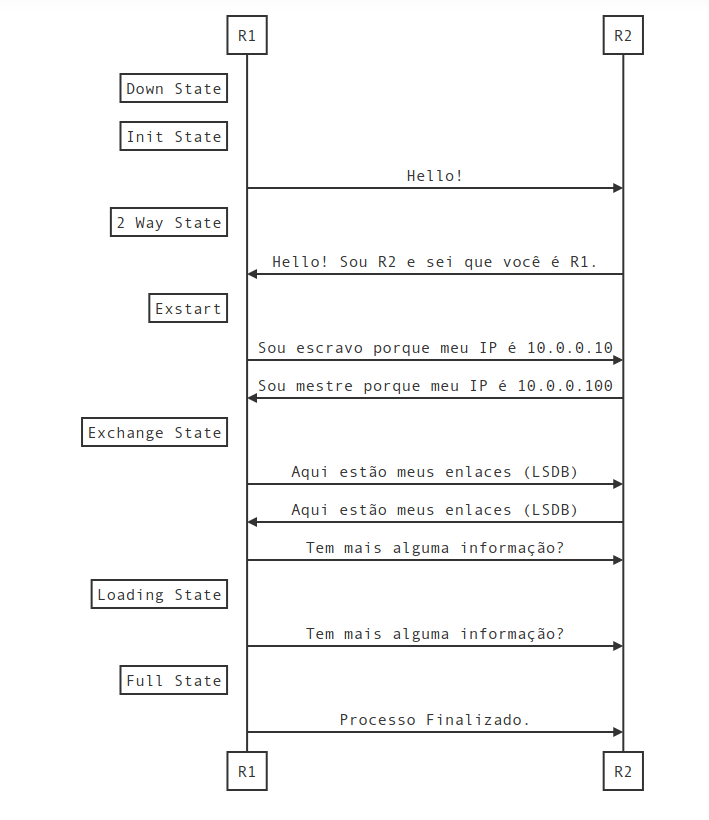 R1 R2
Down State
Init State
Hello!
2 Way State
Hello! Sou R2 e sei que você é R1.
Exstart
Sou escravo porque meu IP é 10.0.0.10
Sou mestre porque meu IP é 10.0.0.100
Exchange State
Aqui estão meus enlaces (LSDB)
Aqui estão meus enlaces (LSDB)
Tem mais alguma informação?
Loading State
Tem mais alguma informação?
Full State
Processo Finalizado.
R1 R2